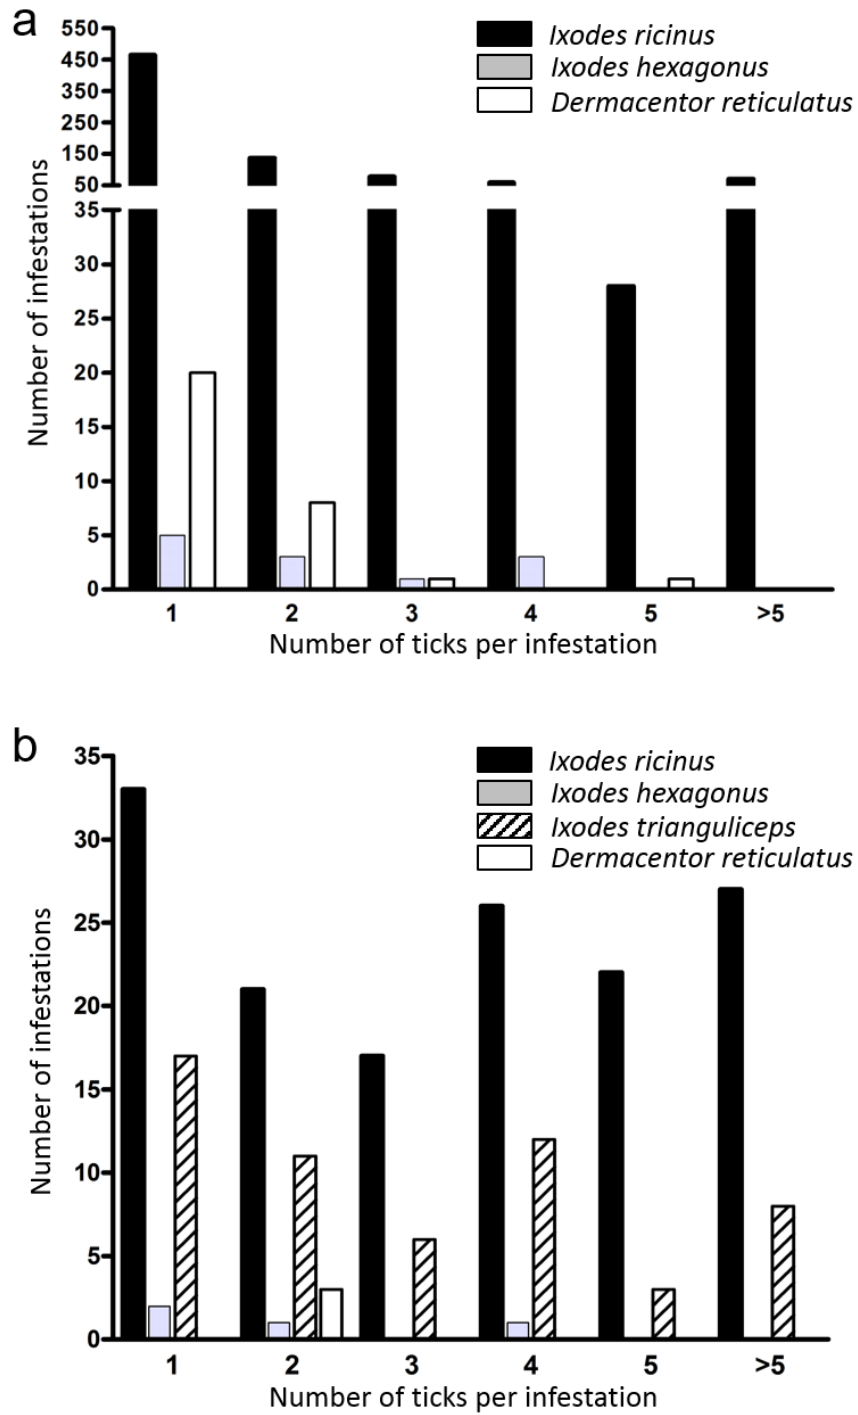 a
Ixodes ricinus
Ixodes hexagonus
Dermacentor reticulatus
Number of infestations
550
450
350
250
150
50
35
30
25
20
15
10
5
0
1 2 3 4 5 >5
Number of ticks per infestation
b
Ixodes ricinus
Ixodes hexagonus
Ixodes trianguliceps
Dermacentor reticulatus
Number of infestations
35
30
25
20
15
10
5
0
1 2 3 4 5 >5
Number of ticks per infestation